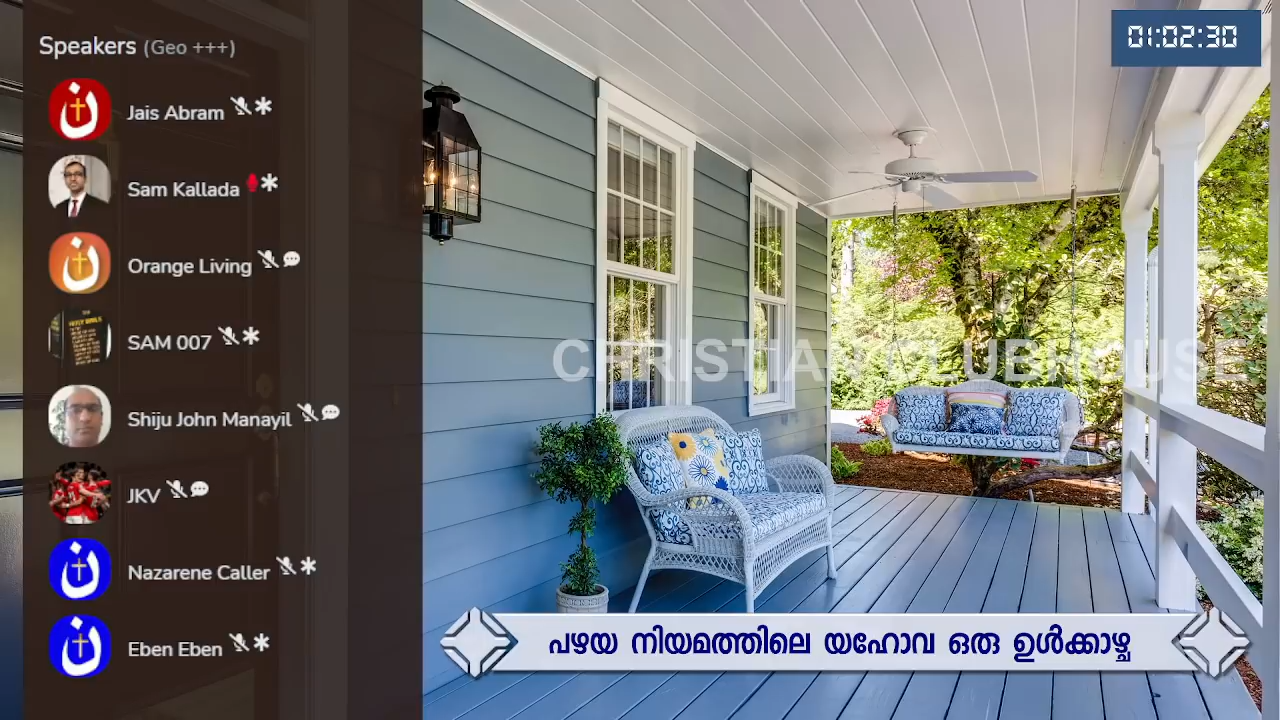 Speakers (Geo +++)
01:02:30
Jais Abram
Sam Kallada
Orange Living
SAM 007
Shiju John Manayil
JKV
Nazarene Caller
Eben Eben
CHRISTIAN CLUBHOUSE
പഴയ നിയമത്തിലെ യഹോവ ഒരു ഉൾക്കാഴ്ച